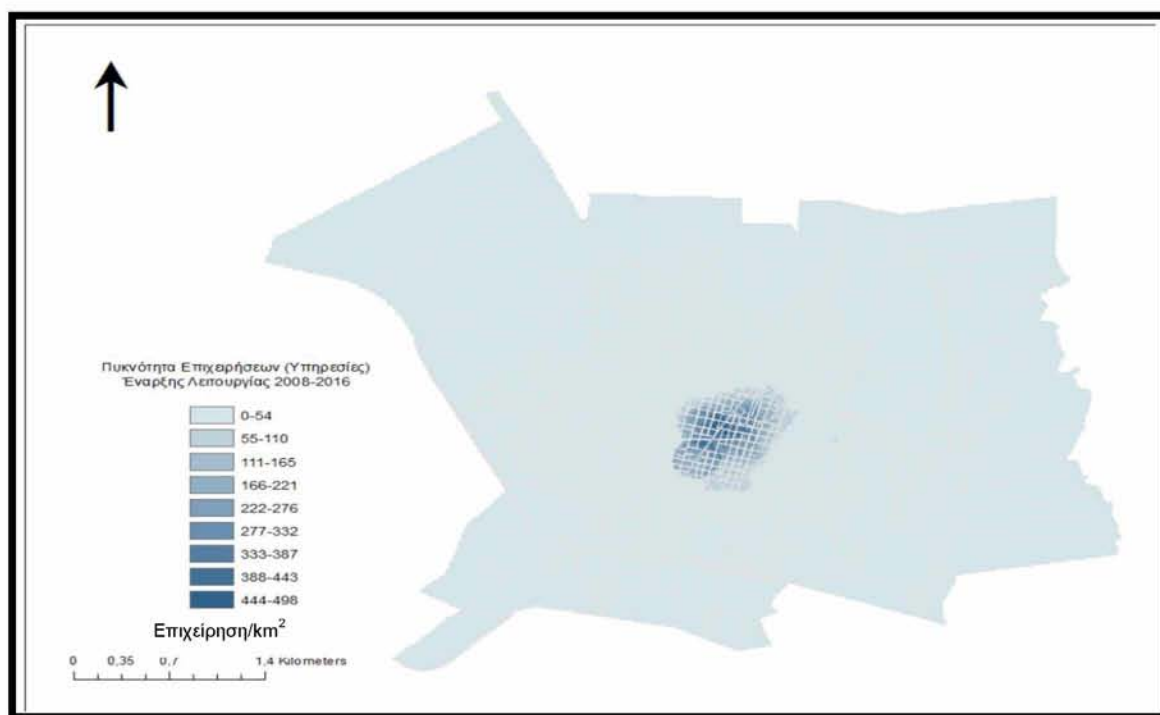 Πυκνότητα Επιχειρήσεων (Υπηρεσίες)
Έναρξης Λειτουργίας 2008-2016
0-54
55-110
111-165
166-221
222-276
277-332
333-387
388-443
444-498
Επιχείρηση/km²
0 0,35 0,7 1,4 Kilometers